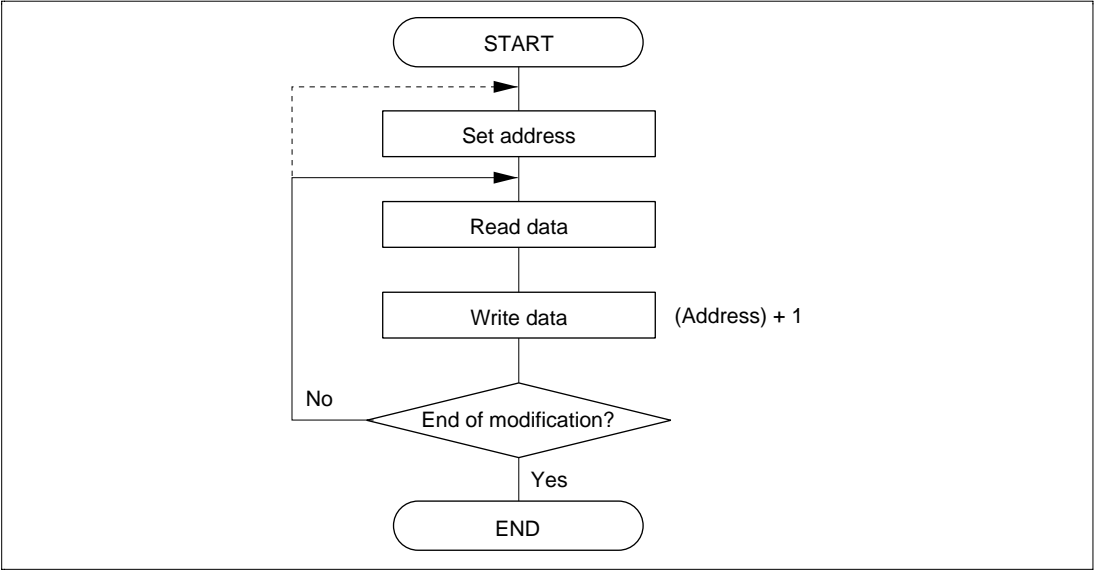 START
Set address
Read data
Write data
(Address) + 1
End of modification?
No
Yes
END